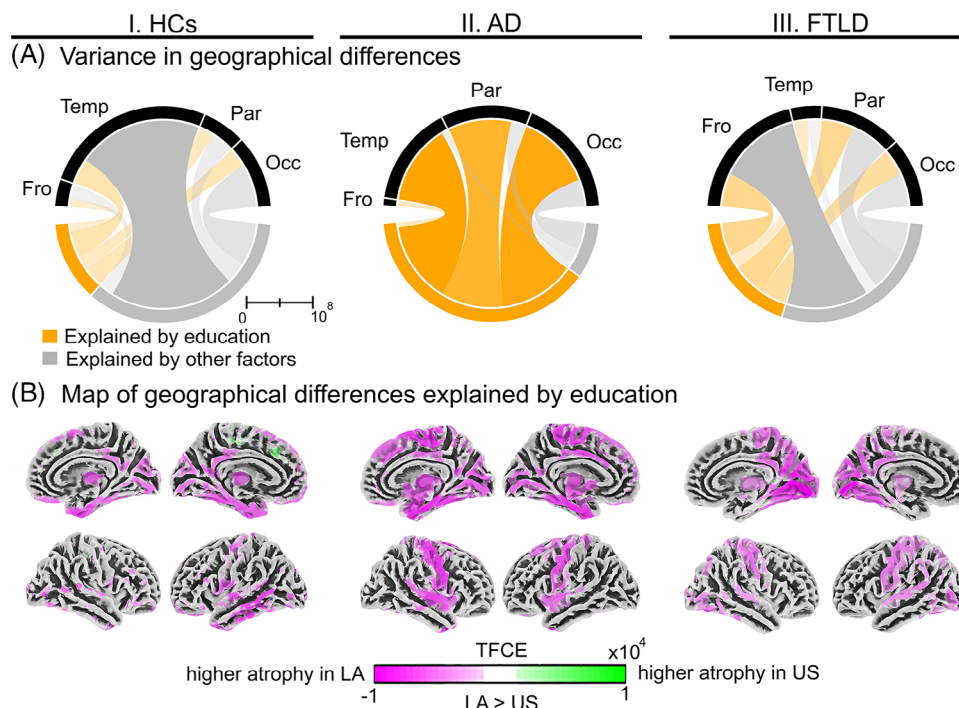 I. HCs
II. AD
III. FTLD
(A) Variance in geographical differences
Temp
Par
Occ
Fro
Par
Temp
Occ
Fro
Temp
Par
Fro
Occ
0
10 8
Explained by education
Explained by other factors
(B) Map of geographical differences explained by education
TFCE
x10 4
higher atrophy in LA
higher atrophy in US
-1
LA > US
1